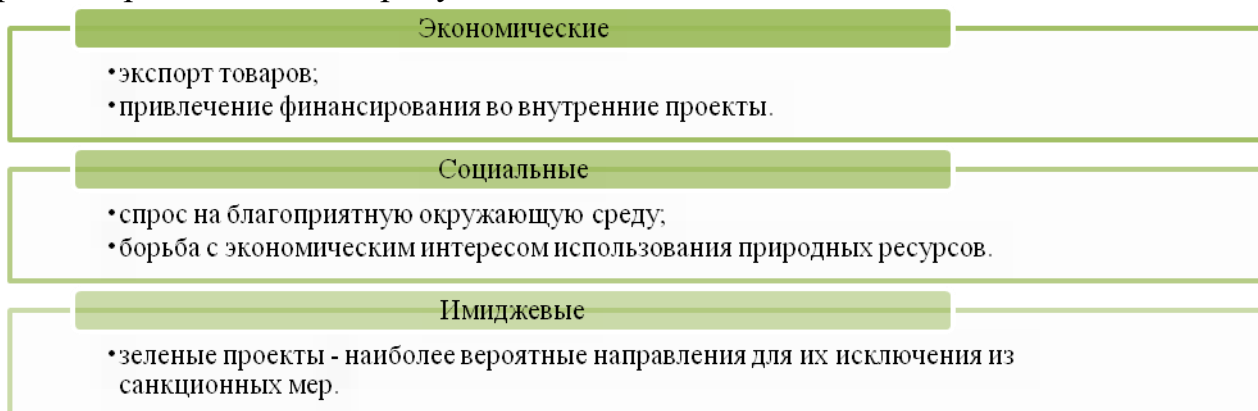 Экономические
•экспорт товаров;
•привлечение финансирования во внутренние проекты.
Социальные
•спрос на благоприятную окружающую среду;
•борьба с экономическим интересом использования природных ресурсов.
Имиджевые
•зеленые проекты - наиболее вероятные направления для их исключения из
санкционных мер.